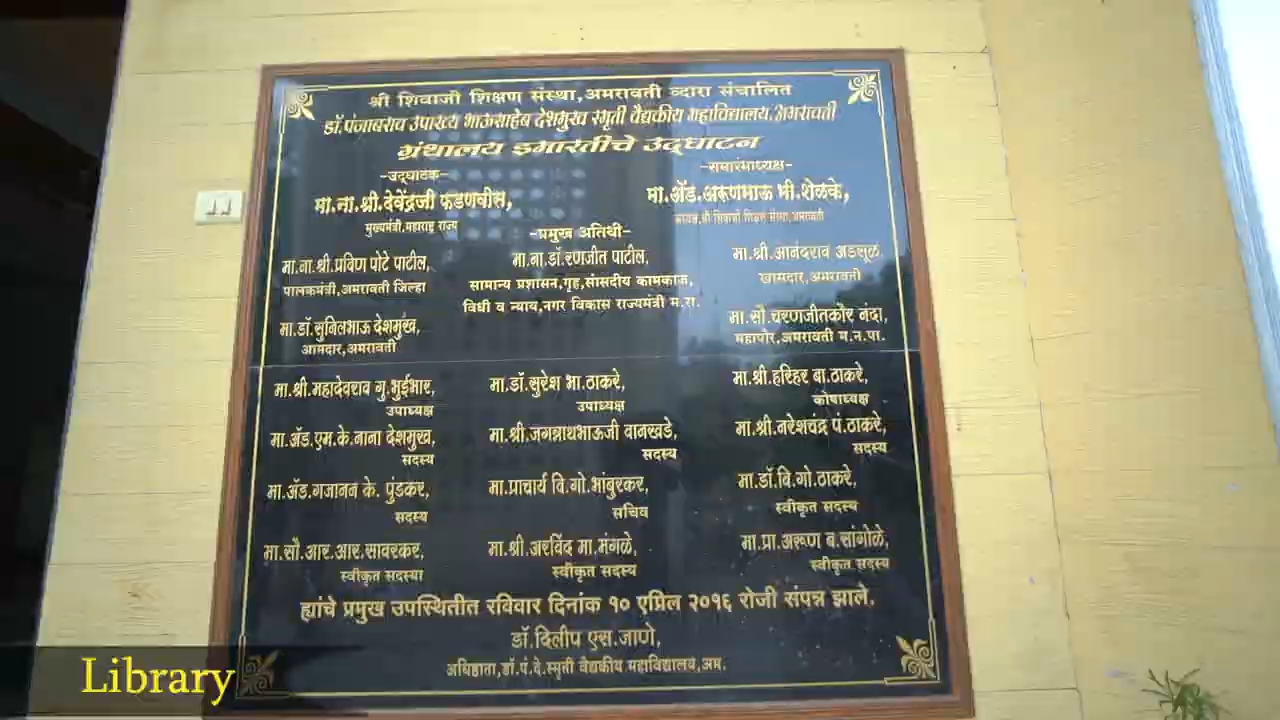 श्री शिवाजी शिक्षण संस्था,अमरावती व्दारा संचालित
डॉ.पंजाबराव उपाख्य भाऊसाहेब देशमुख स्मृती वैद्यकीय महाविद्यालय,अमरावती
ग्रंथालय इमारतीचे उद्घाटन
-उद्घाटक-
-समारंभाध्यक्ष-
मा.ना.श्री.देवेंद्रजी फडणवीस,
मा.ॲड.अरुणभाऊ भी.शेळके,
मुख्यमंत्री,महाराष्ट्र राज्य
अध्यक्ष,श्री शिवाजी शिक्षण संस्था,अमरावती
-प्रमुख अतिथी-
मा.ना.श्री.प्रविण पोटे पाटील,
मा.ना.डॉ.रणजीत पाटील,
मा.श्री.आनंदराव अडसूळ
पालकमंत्री,अमरावती जिल्हा
सामान्य प्रशासन,गृह,सांसदीय कामकाज,
खासदार,अमरावती
विधी व न्याय,नगर विकास राज्यमंत्री म.रा.
मा.डॉ.सुनिलभाऊ देशमुख,
मा.सौ.चरणजीतकौर नंदा,
आमदार,अमरावती
महापौर,अमरावती म.न.पा.
मा.श्री.महादेवराव गु.भुईभार,
मा.डॉ.सुरेश भा.ठाकरे,
मा.श्री.हरिहर बा.ठाकरे,
उपाध्यक्ष
उपाध्यक्ष
कोषाध्यक्ष
मा.ॲड.एम.के.नाना देशमुख,
मा.श्री.जगन्नाथभाऊजी वानखडे,
मा.श्री.नरेशचंद्र पं.ठाकरे,
सदस्य
सदस्य
सदस्य
मा.ॲड.गजानन के. पुंडकर,
मा.प्राचार्य वि.गो.भांबुरकर,
मा.डॉ.वि.गो.ठाकरे,
सदस्य
सचिव
स्वीकृत सदस्य
मा.सौ.आर.आर.सावरकर,
मा.श्री.अरविंद मा.मंगळे,
मा.प्रा.अरूण ब.सांगोळे,
स्वीकृत सदस्या
स्वीकृत सदस्य
स्वीकृत सदस्य
ह्यांचे प्रमुख उपस्थितीत रविवार दिनांक १० एप्रिल २०१६ रोजी संपन्न झाले.
डॉ.दिलीप एस.जाणे,
अधिष्ठाता,डॉ.पं.दे.स्मृती वैद्यकीय महाविद्यालय,अम.
Library